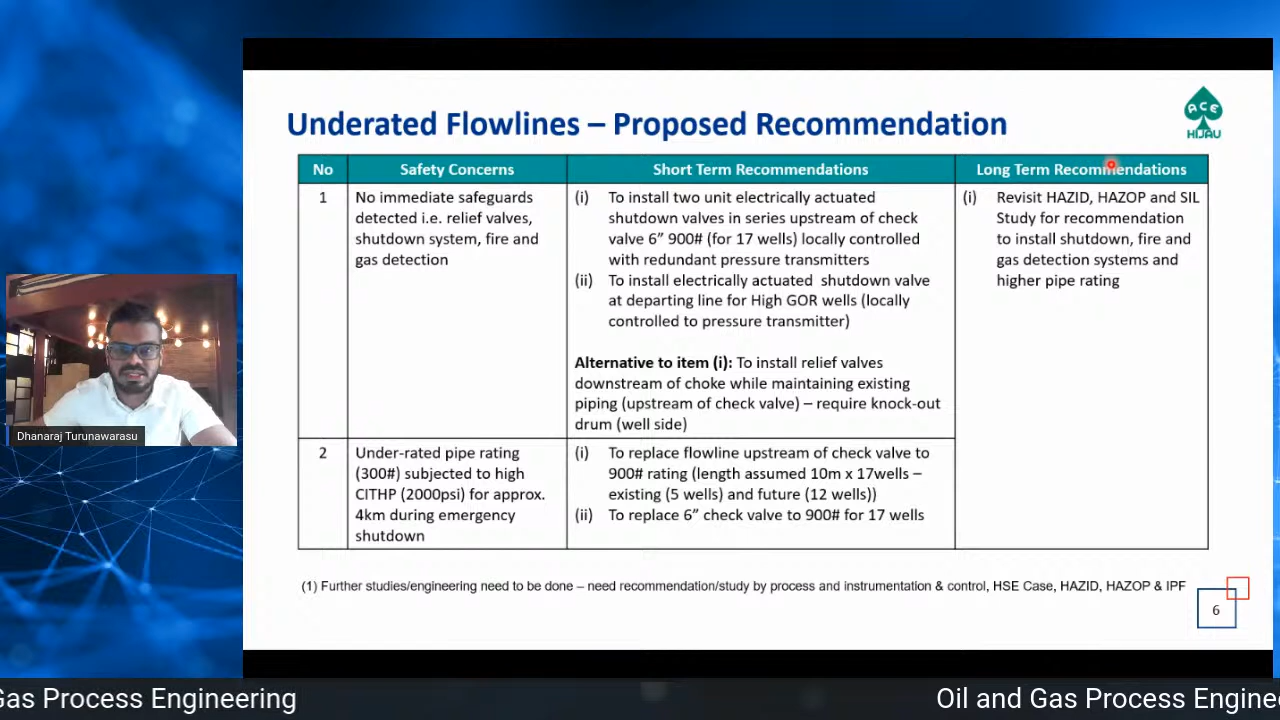 ACE
HIJAU
Underated Flowlines – Proposed Recommendation
No
Safety Concerns
Short Term Recommendations
Long Term Recommendations
1
No immediate safeguards
detected i.e. relief valves,
shutdown system, fire and
gas detection
(i) To install two unit electrically actuated
shutdown valves in series upstream of check
valve 6” 900# (for 17 wells) locally controlled
with redundant pressure transmitters
(ii) To install electrically actuated shutdown valve
at departing line for High GOR wells (locally
controlled to pressure transmitter)
Alternative to item (i): To install relief valves
downstream of choke while maintaining existing
piping (upstream of check valve) – require knock-out
drum (well side)
(i) Revisit HAZID, HAZOP and SIL
Study for recommendation
to install shutdown, fire and
gas detection systems and
higher pipe rating
2
Under-rated pipe rating
(300#) subjected to high
CITHP (2000psi) for approx.
4km during emergency
shutdown
(i) To replace flowline upstream of check valve to
900# rating (length assumed 10m x 17wells –
existing (5 wells) and future (12 wells))
(ii) To replace 6” check valve to 900# for 17 wells
(1) Further studies/engineering need to be done – need recommendation/study by process and instrumentation & control, HSE Case, HAZID, HAZOP & IPF
6
Dhanaraj Turunawarasu
Gas Process Engineering
Oil and Gas Process Engine